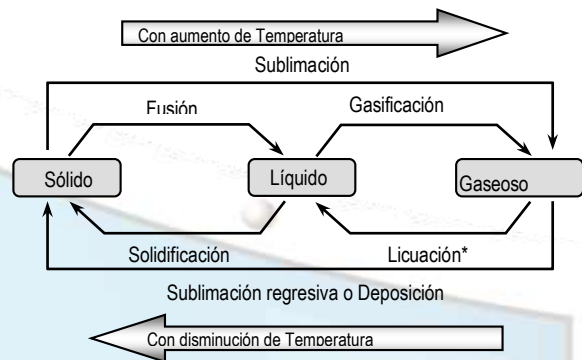 Con aumento de Temperatura
Sublimación
Fusión
Gasificación
Sólido
Líquido
Gaseoso
Solidificación
Licuación*
Sublimación regresiva o Deposición
Con disminución de Temperatura